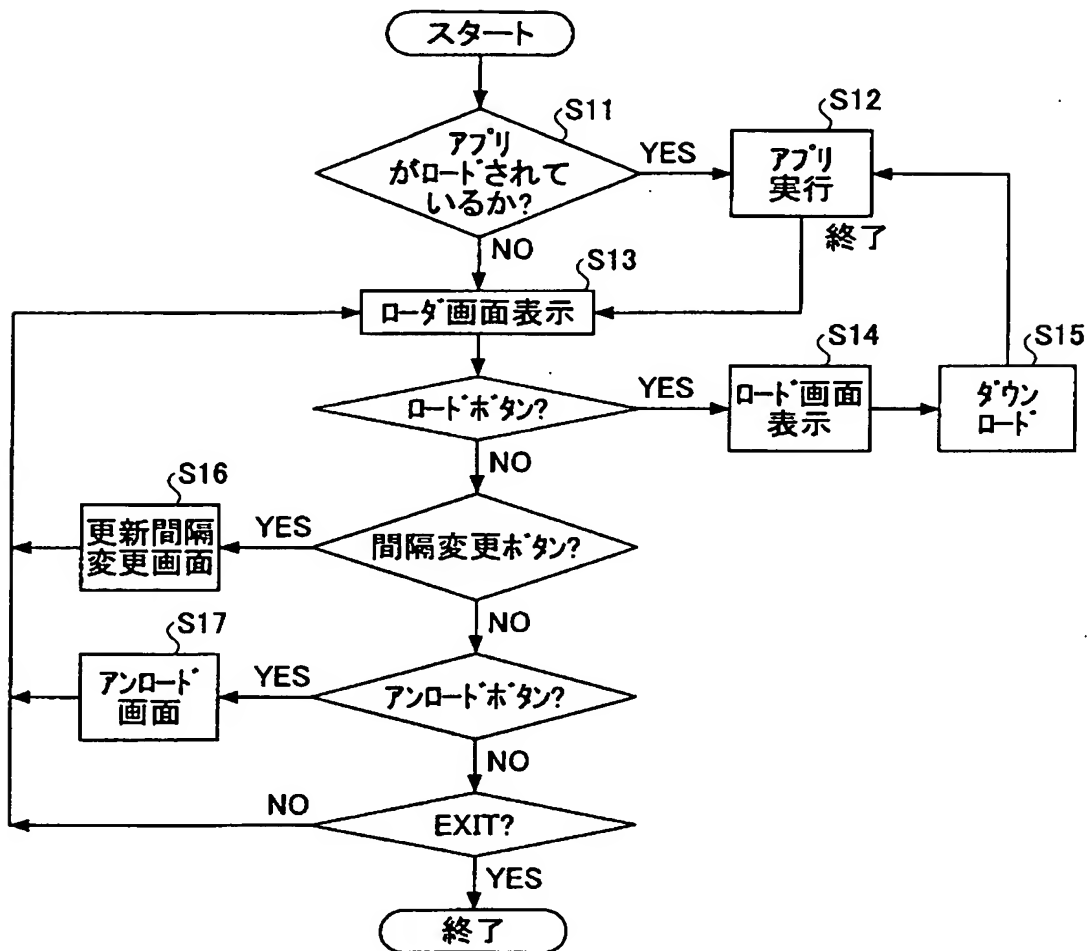 スタート
S11
アプリ
がロードされて
いるか?
YES
S12
アプリ
実行
終了
NO
S13
ローダ画面表示
ロードボタン?
YES
S14
ロード画面
表示
S15
ダウン
ロード
NO
S16
更新間隔
変更画面
YES
間隔変更ボタン?
NO
S17
アンロード
画面
YES
アンロードボタン?
NO
NO
EXIT?
YES
終了